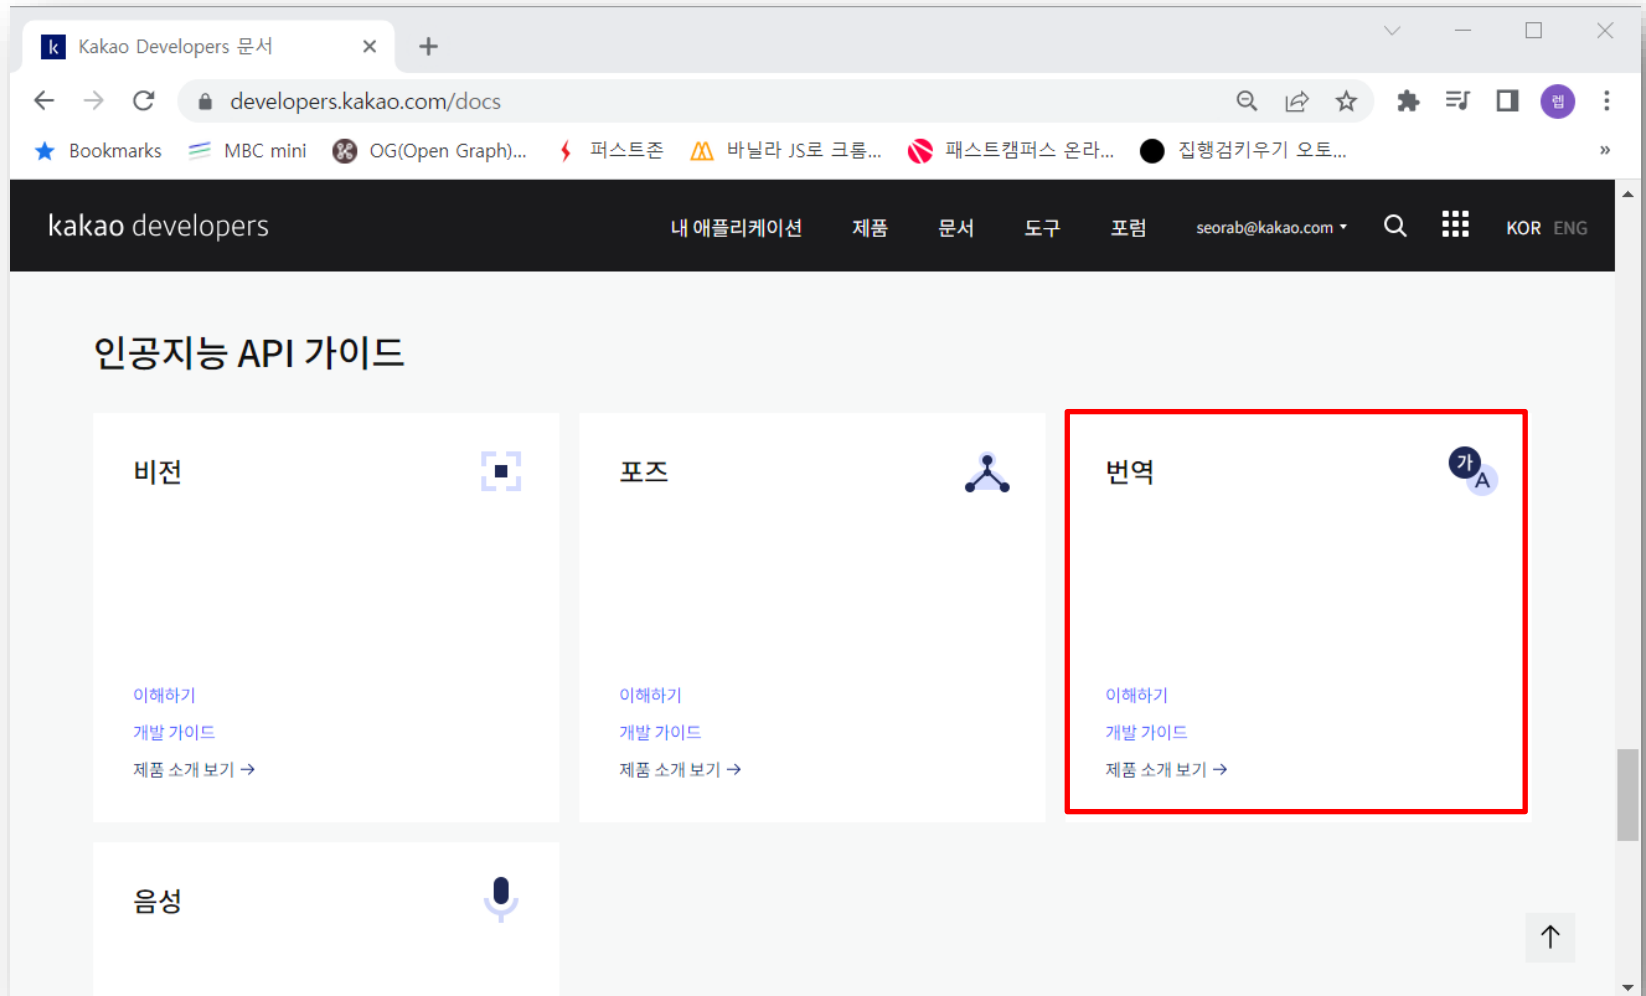 k Kakao Developers 문서
developers.kakao.com/docs
렙
Bookmarks MBC mini OG(Open Graph)... 퍼스트존 바닐라 JS로 크롬... 패스트캠퍼스 온라... 집행검키우기 오토... »
kakao developers 내 애플리케이션 제품 문서 도구 포럼 seorab@kakao.com KOR ENG
인공지능 API 가이드
비전
이해하기
개발 가이드
제품 소개 보기 →
포즈
이해하기
개발 가이드
제품 소개 보기 →
번역
가 A
이해하기
개발 가이드
제품 소개 보기 →
음성